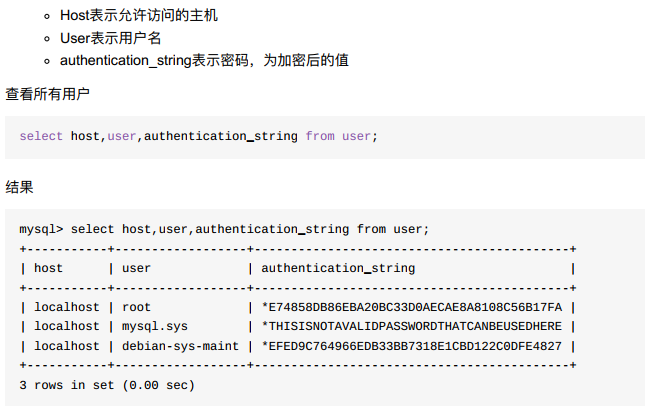 Host表示允许访问的主机
User表示用户名
authentication_string表示密码，为加密后的值
查看所有用户
select host,user,authentication_string from user;
结果
mysql> select host,user,authentication_string from user;
+-----------+------------------+-------------------------------------------+
| host      | user             | authentication_string                     |
+-----------+------------------+-------------------------------------------+
| localhost | root             | *E74858DB86EBA20BC33D0AECAE8A8108C56B17FA |
| localhost | mysql.sys        | *THISISNOTAVALIDPASSWORDTHATCANBEUSEDHERE |
| localhost | debian-sys-maint | *EFED9C764966EDB33BB7318E1CBD122C0DFE4827 |
+-----------+------------------+-------------------------------------------+
3 rows in set (0.00 sec)